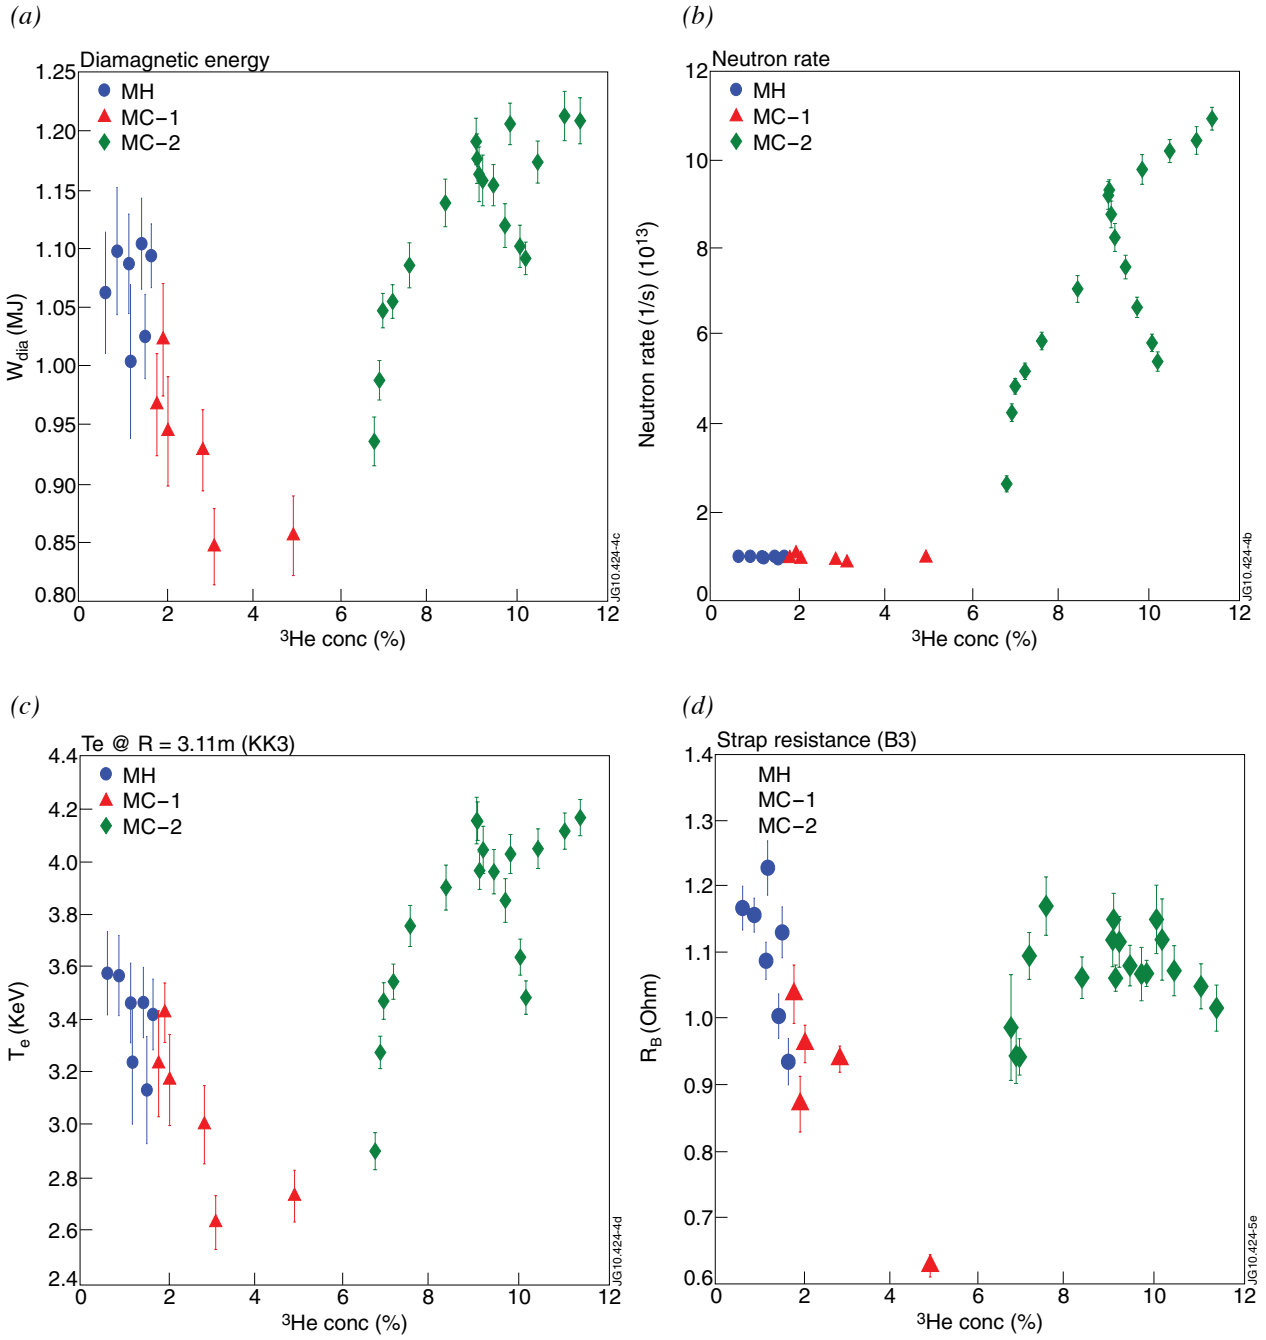 (a)
Diamagnetic energy
1.25
1.20
1.15
1.10
1.05
1.00
0.95
0.90
0.85
0.80
W_dia (MJ)
MH
MC−1
MC−2
0 2 4 6 8 10 12
³He conc (%)
JG10.424-4c
(b)
Neutron rate
12
10
8
6
4
2
0
Neutron rate (1/s) (10¹³)
MH
MC−1
MC−2
0 2 4 6 8 10 12
³He conc (%)
JG10.424-4b
(c)
Te @ R = 3.11m (KK3)
4.4
4.2
4.0
3.8
3.6
3.4
3.2
3.0
2.8
2.6
2.4
T_e (KeV)
MH
MC−1
MC−2
0 2 4 6 8 10 12
³He conc (%)
JG10.424-4d
(d)
Strap resistance (B3)
1.4
1.3
1.2
1.1
1.0
0.9
0.8
0.7
0.6
R_B (Ohm)
MH
MC−1
MC−2
0 2 4 6 8 10 12
³He conc (%)
JG10.424-5e